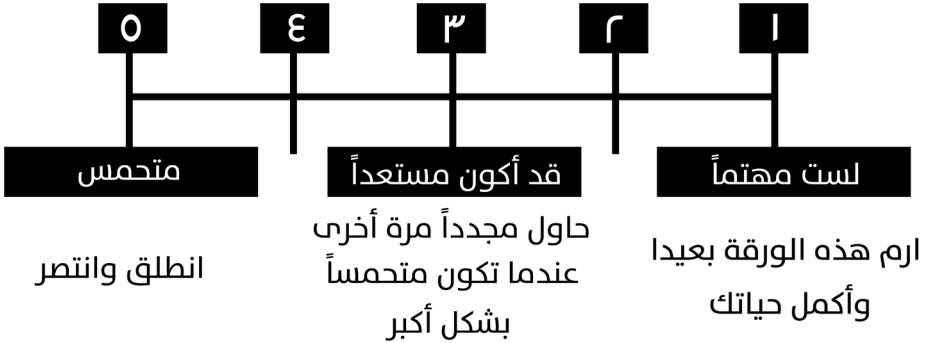 ١ ٢ ٣ ٤ ٥
لست مهتماً
ارم هذه الورقة بعيدا
وأكمل حياتك
قد أكون مستعداً
حاول مجدداً مرة أخرى
عندما تكون متحمساً
بشكل أكبر
متحمس
انطلق وانتصر